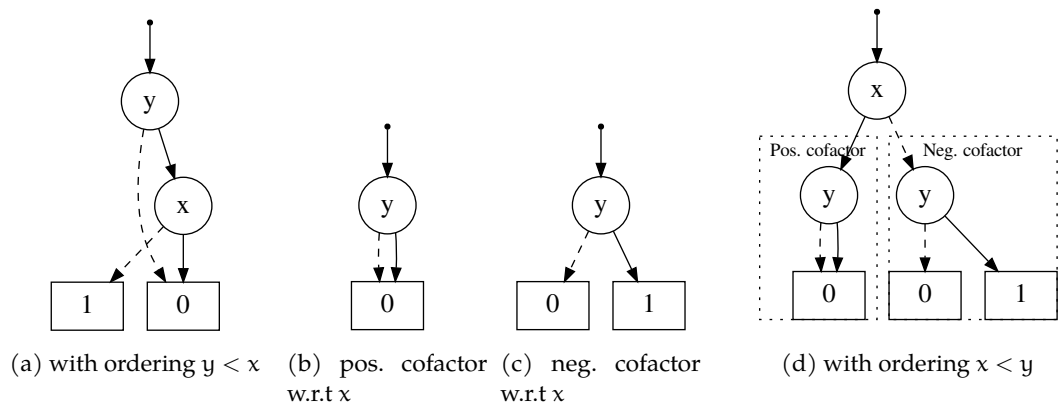 y
x
1 0
(a) with ordering y < x
y
0
(b) pos. cofactor
w.r.t x
y
0 1
(c) neg. cofactor
w.r.t x
x
Pos. cofactor Neg. cofactor
y y
0 0 1
(d) with ordering x < y